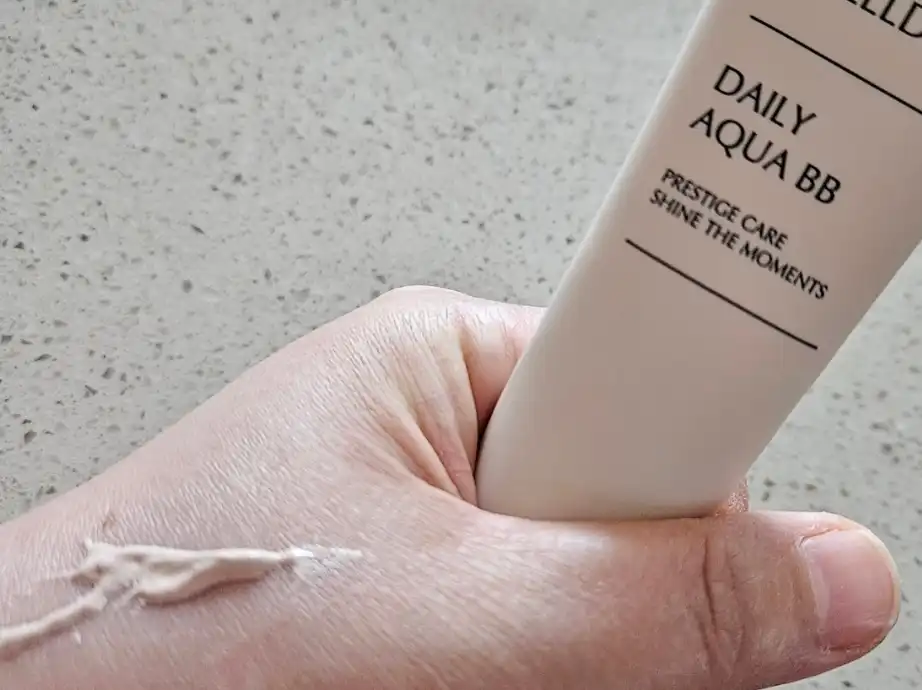 DAILY
AQUA BB
PRESTIGE CARE
SHINE THE MOMENTS